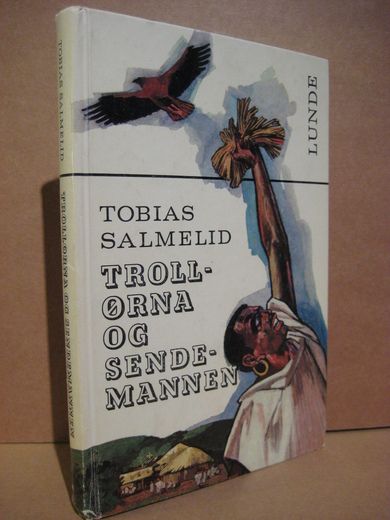 TOBIAS SALMELID
TROLLØRNA OG SENDEMANNEN
LUNDE
TOBIAS
SALMELID
TROLL-
ØRNA
OG
SENDE-
MANNEN